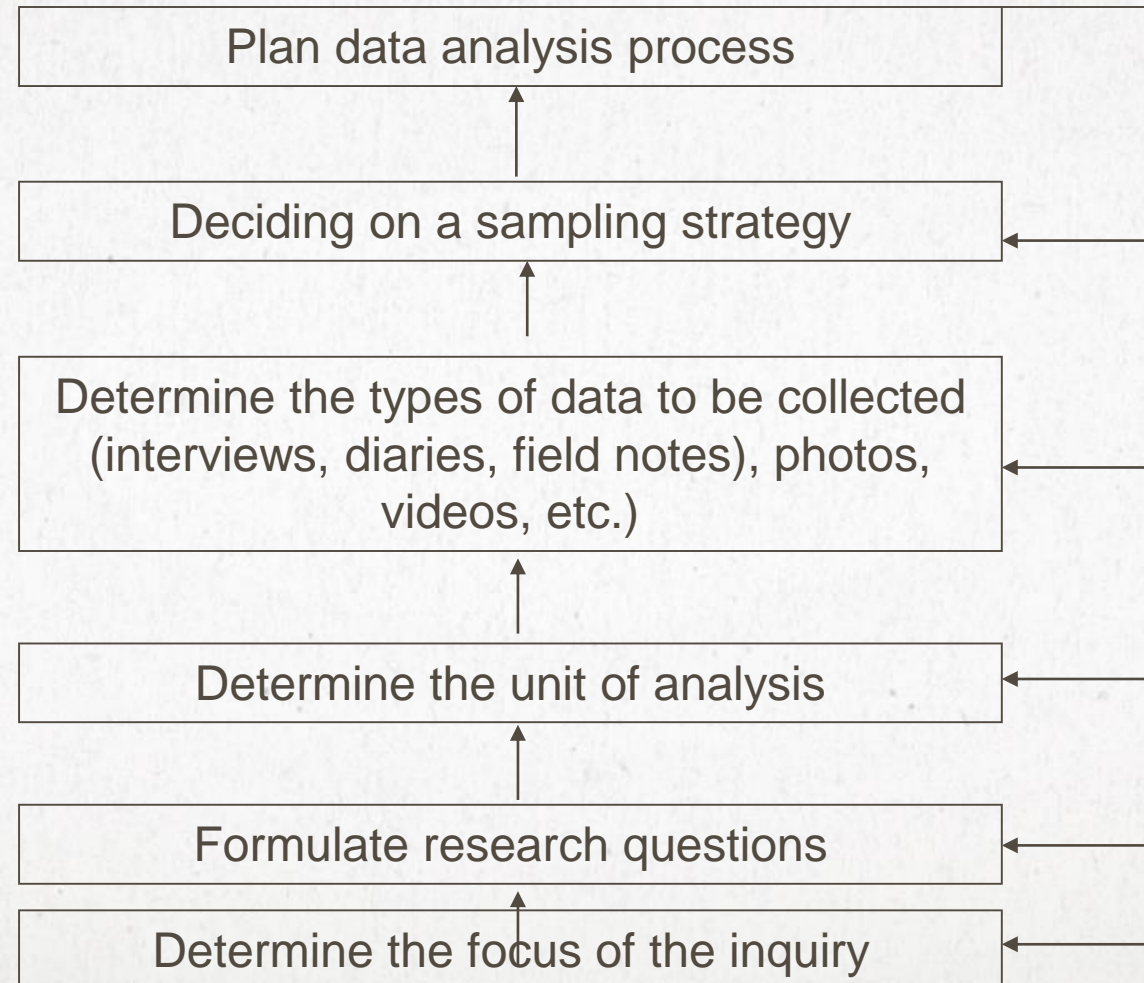 Plan data analysis process
Deciding on a sampling strategy
Determine the types of data to be collected
(interviews, diaries, field notes), photos,
videos, etc.)
Determine the unit of analysis
Formulate research questions
Determine the focus of the inquiry